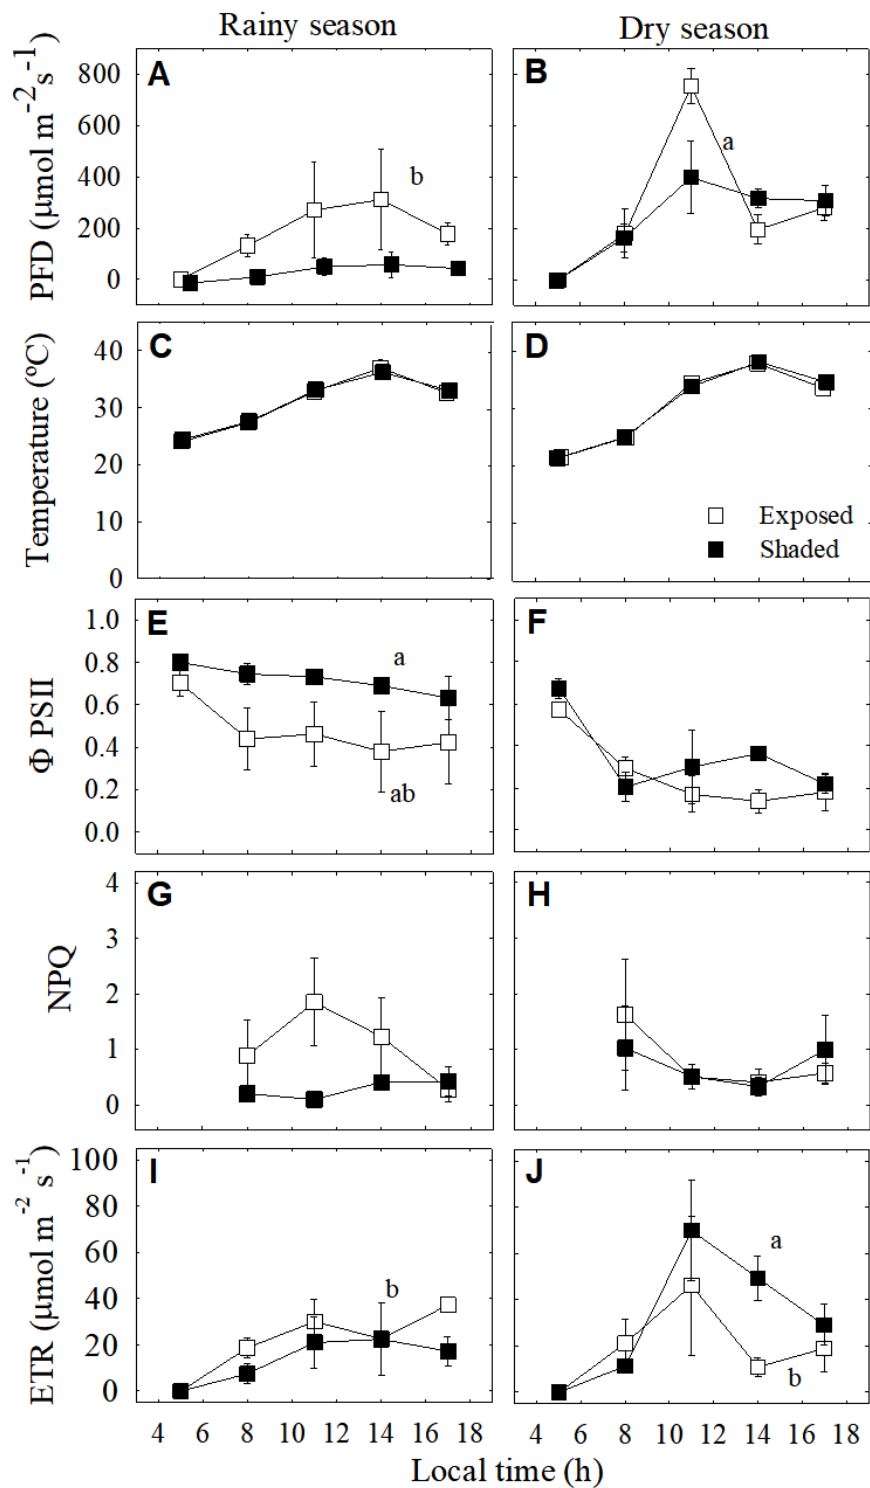 Rainy season
Dry season
PFD (µmol m⁻²s⁻¹)
A
b
800
600
400
200
0
B
a
Temperature (ºC)
C
40
30
20
10
0
D
Exposed
Shaded
Φ PSII
E
a
ab
1.0
0.8
0.6
0.4
0.2
0.0
F
NPQ
G
4
3
2
1
0
H
ETR (µmol m⁻² s⁻¹)
I
b
100
80
60
40
20
0
J
a
b
4 6 8 10 12 14 16 18
4 6 8 10 12 14 16 18
Local time (h)